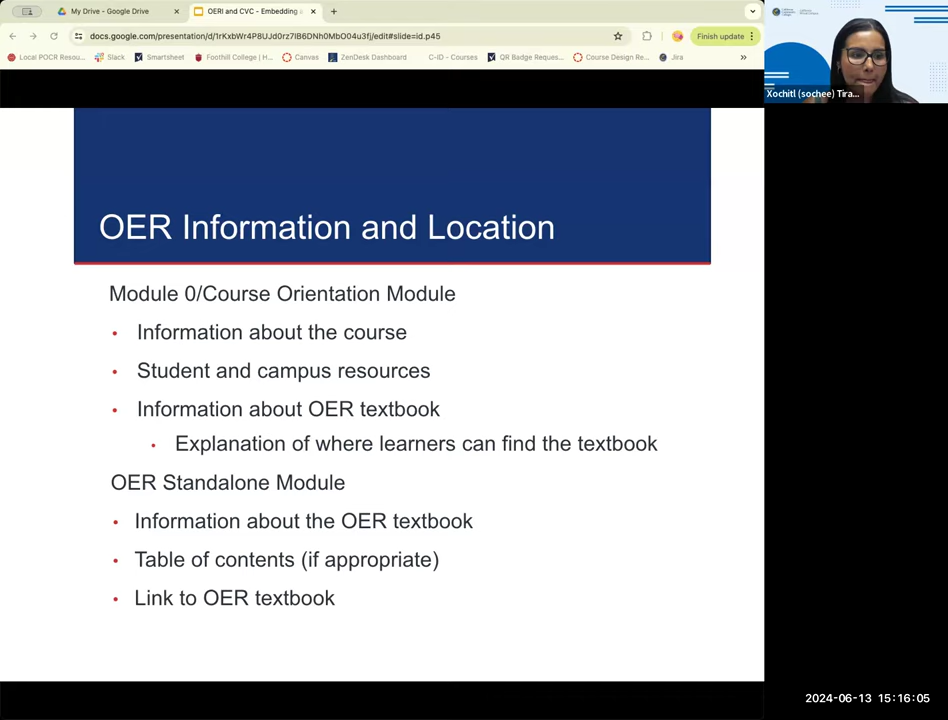 My Drive - Google Drive
OERI and CVC - Embedding a
docs.google.com/presentation/d/1rKxbWr4P8UJd0rz7IB6DNh0MbO04u3fj/edit#slide=id.p45
Finish update
Local POCR Resou...
Slack
Smartsheet
Foothill College | H...
Canvas
ZenDesk Dashboard
C-ID - Courses
QR Badge Reques...
Course Design Re...
Jira
»
Xochitl (sochee) Tira...
OER Information and Location
Module 0/Course Orientation Module
• Information about the course
• Student and campus resources
• Information about OER textbook
• Explanation of where learners can find the textbook
OER Standalone Module
• Information about the OER textbook
• Table of contents (if appropriate)
• Link to OER textbook
2024-06-13 15:16:05